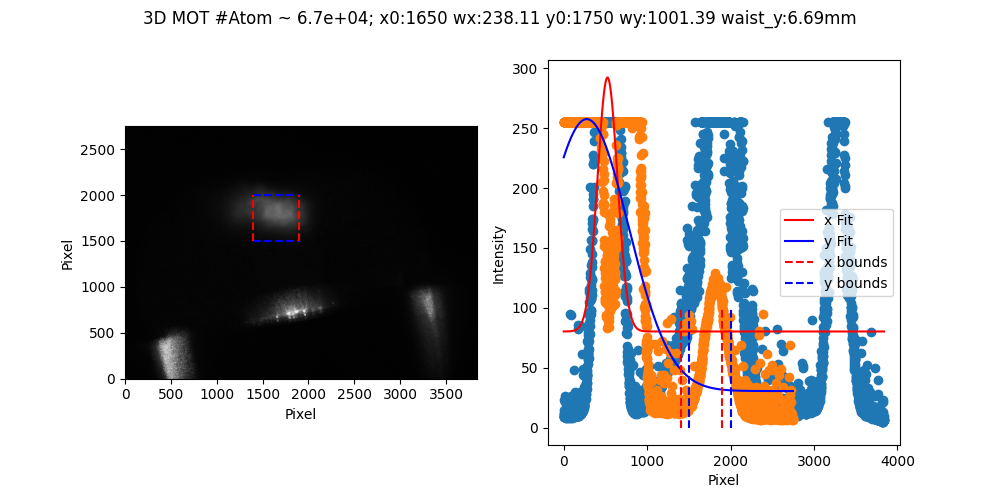 3D MOT #Atom ~ 6.7e+04; x0:1650 wx:238.11 y0:1750 wy:1001.39 waist_y:6.69mm
Pixel
2500
2000
1500
1000
500
0
0 500 1000 1500 2000 2500 3000 3500
Pixel
Intensity
300
250
200
150
100
50
0
x Fit
y Fit
x bounds
y bounds
0 1000 2000 3000 4000
Pixel